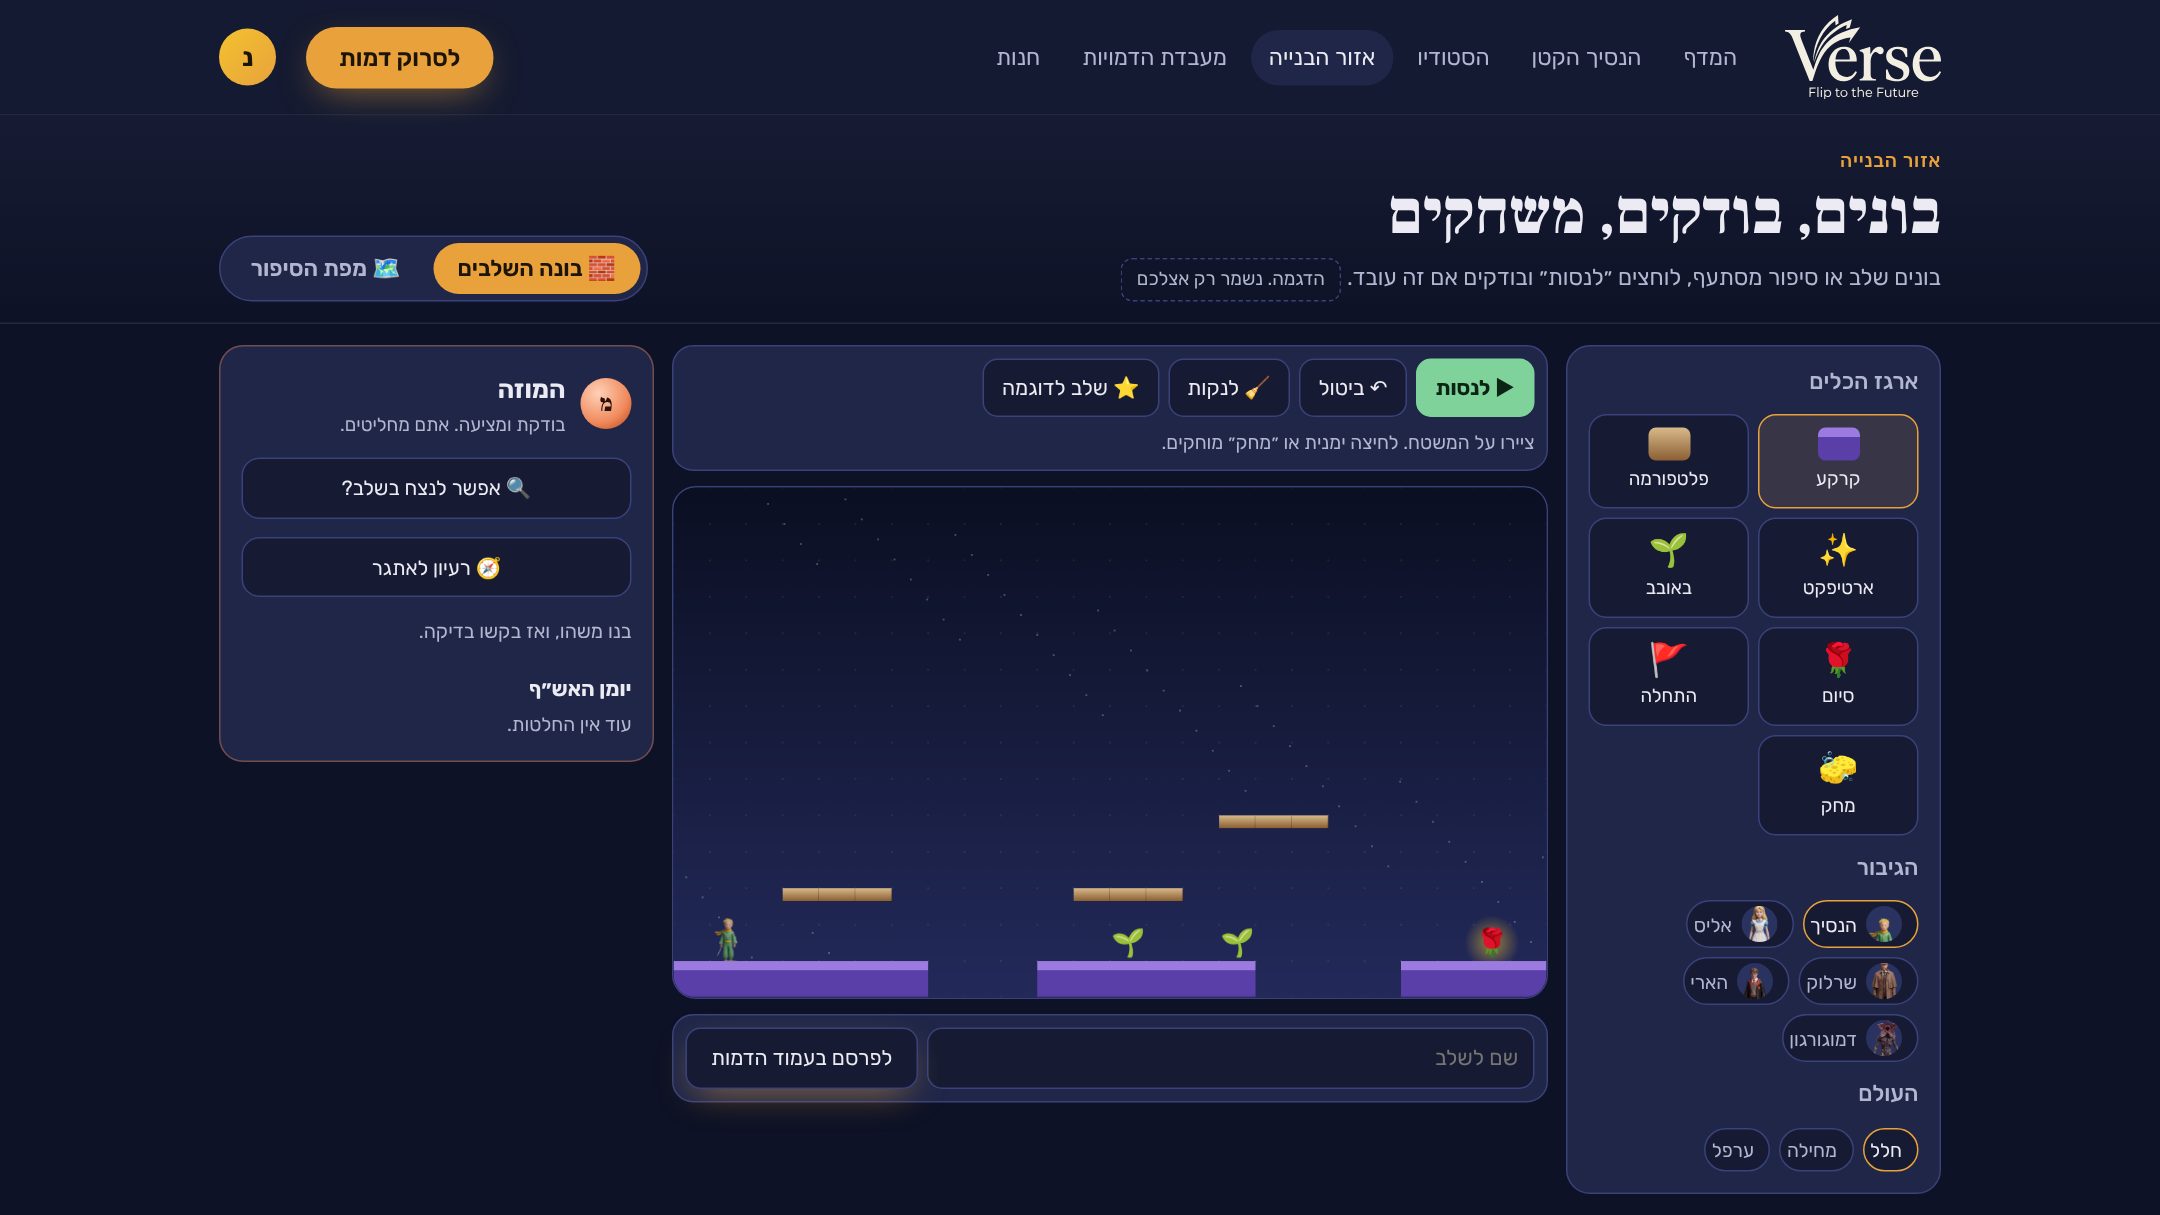 Verse
Flip to the Future
המדף
הנסיך הקטן
הסטודיו
אזור הבנייה
מעבדת הדמויות
חנות
לסרוק דמות
נ
אזור הבנייה
בונים, בודקים, משחקים
בונים שלב או סיפור מסתעף, לוחצים ״לנסות״ ובודקים אם זה עובד. הדגמה. נשמר רק אצלכם
בונה השלבים
מפת הסיפור
ארגז הכלים
קרקע
פלטפורמה
ארטיפקט
באובב
סיום
התחלה
מחק
הגיבור
הנסיך
אליס
שרלוק
הארי
דמוגורגון
העולם
חלל
מחילה
ערפל
לנסות
ביטול
לנקות
שלב לדוגמה
ציירו על המשטח. לחיצה ימנית או ״מחק״ מוחקים.
שם לשלב
לפרסם בעמוד הדמות
מ
המוזה
בודקת ומציעה. אתם מחליטים.
אפשר לנצח בשלב?
רעיון לאתגר
בנו משהו, ואז בקשו בדיקה.
יומן האש״ף
עוד אין החלטות.